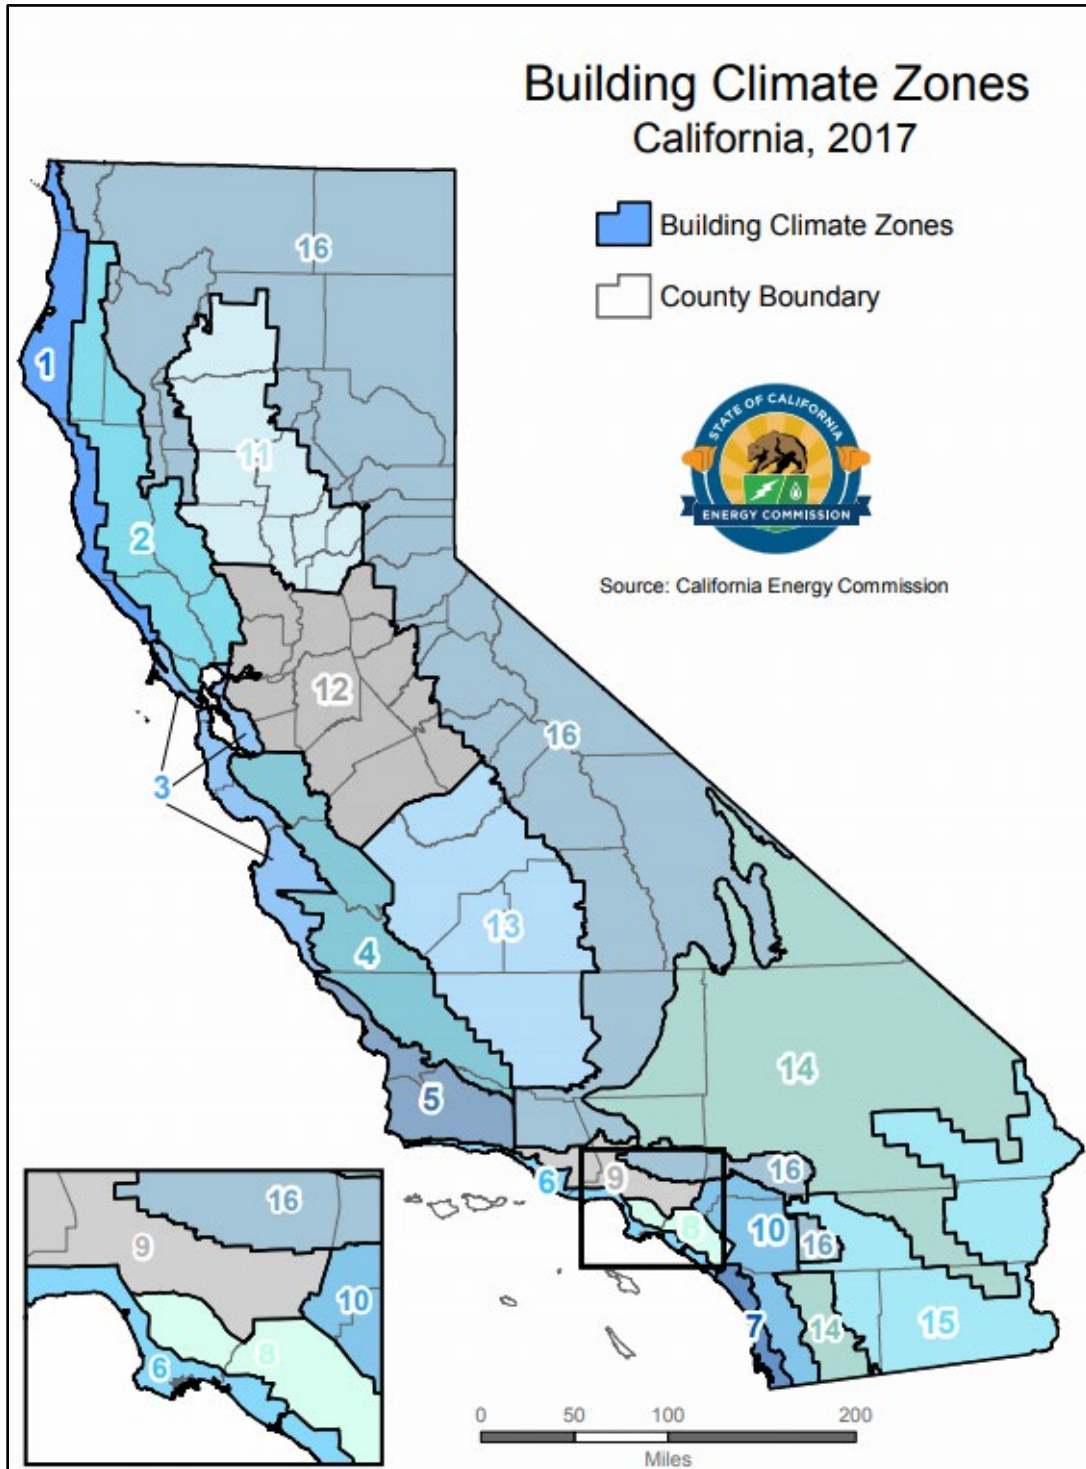 Building Climate Zones
California, 2017
Building Climate Zones
County Boundary
STATE OF CALIFORNIA
ENERGY COMMISSION
Source: California Energy Commission
16
1
11
2
12
16
3
13
4
14
5
6
9
16
8
10
16
7
14
15
16
9
10
8
6
0 50 100 200
Miles